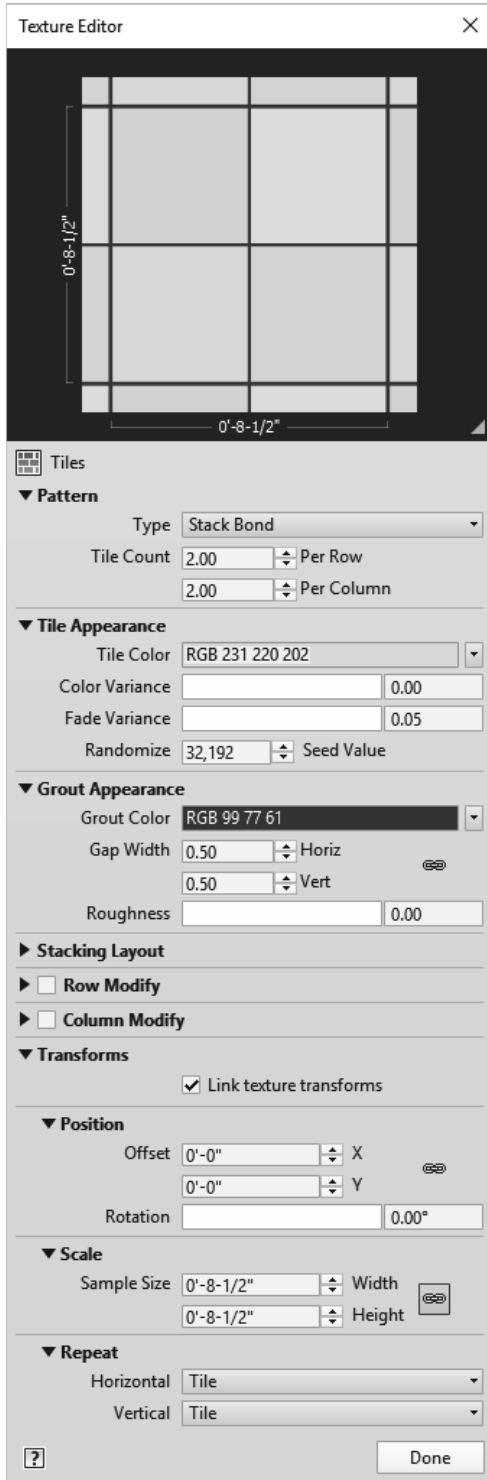 Texture Editor
0'-8-1/2"
0'-8-1/2"
Tiles
Pattern
Type Stack Bond
Tile Count 2.00 Per Row
2.00 Per Column
Tile Appearance
Tile Color RGB 231 220 202
Color Variance 0.00
Fade Variance 0.05
Randomize 32,192 Seed Value
Grout Appearance
Grout Color RGB 99 77 61
Gap Width 0.50 Horiz
0.50 Vert
Roughness 0.00
Stacking Layout
Row Modify
Column Modify
Transforms
Link texture transforms
Position
Offset 0'-0" X
0'-0" Y
Rotation 0.00°
Scale
Sample Size 0'-8-1/2" Width
0'-8-1/2" Height
Repeat
Horizontal Tile
Vertical Tile
? Done